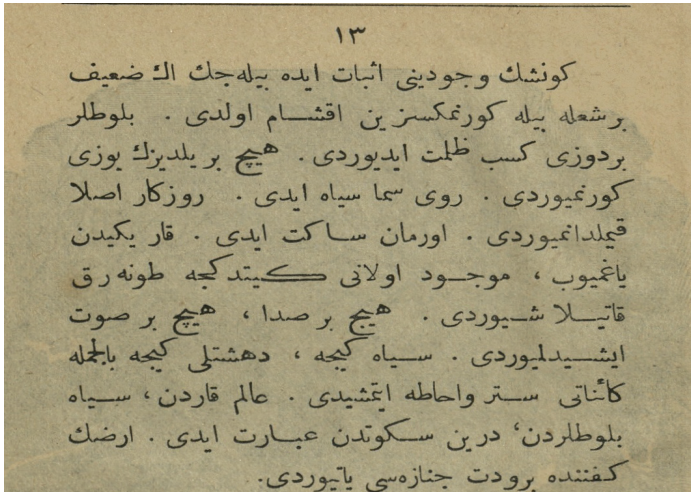 ١٣
كونشك وجودينى اثبات ايده بيله‌جك اك ضعيف
بر شعله بيله كورنمكسزين اقشام اولدى . بلوطلر
بردوزى كسب ظلمت ايديوردى . هيچ بر يلديزك يوزى
كورنميوردى . روى سما سياه ايدى . روزكار اصلا
قيملدانميوردى . اورمان ساكت ايدى . قار يكيدن
ياغميوب ، موجود اولانى كيتدكجه طونه‌رق
قاتيلاشيوردى . هيچ بر صدا ، هيچ بر صوت
ايشيدلميوردى . سياه كيجه ، دهشتلى كيجه بالجمله
كائناتى ستر واحاطه ايتمشيدى . عالم قاردن ، سياه
بلوطلردن ، درين سكوتدن عبارت ايدى . ارضك
كفننده برودت جنازه‌سى ياتيوردى .